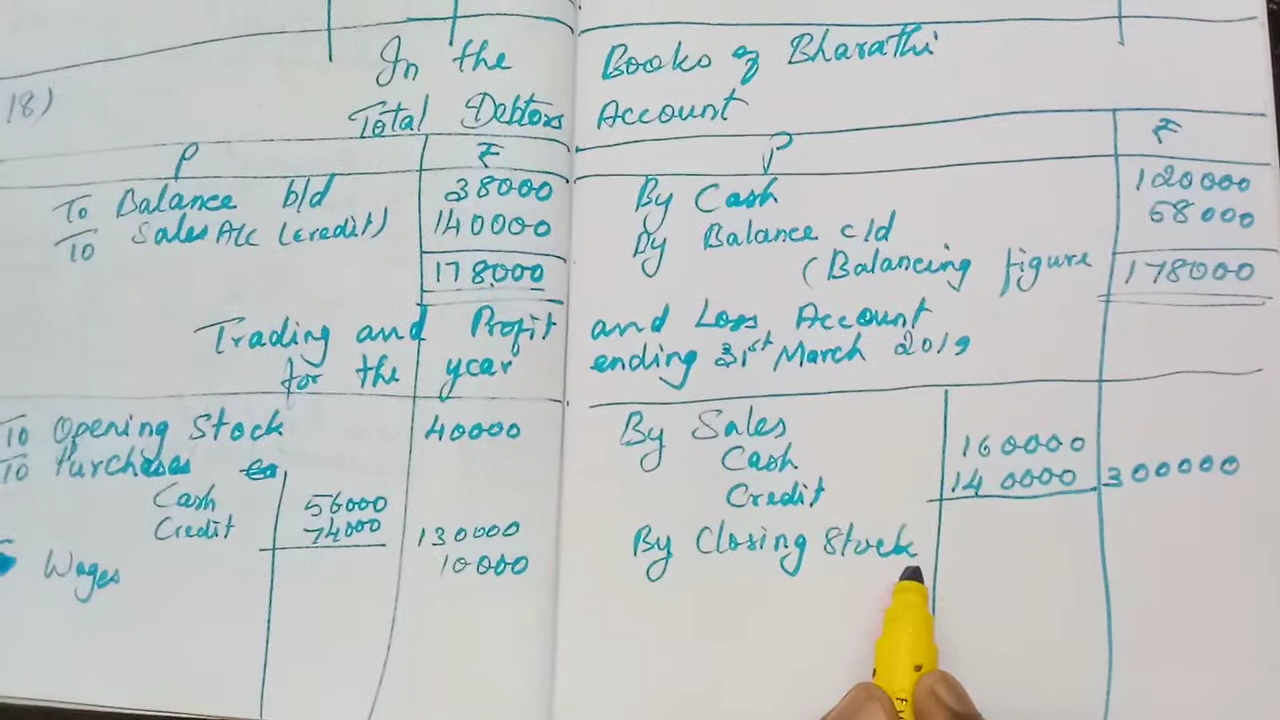 In the Books of Bharathi
18)
Total Debtors Account
P ₹ P ₹
To Balance b/d 38000 By Cash 120000
To Sales A/c (credit) 140000 By Balance c/d 58000
178000 (Balancing figure 178000
Trading and Profit and Loss Account
for the year ending 31st March 2019
To Opening Stock 40000 By Sales
To Purchases Cash 160000
Cash 56000 Credit 140000 300000
Credit 74000 130000 By Closing Stock
Wages 10000